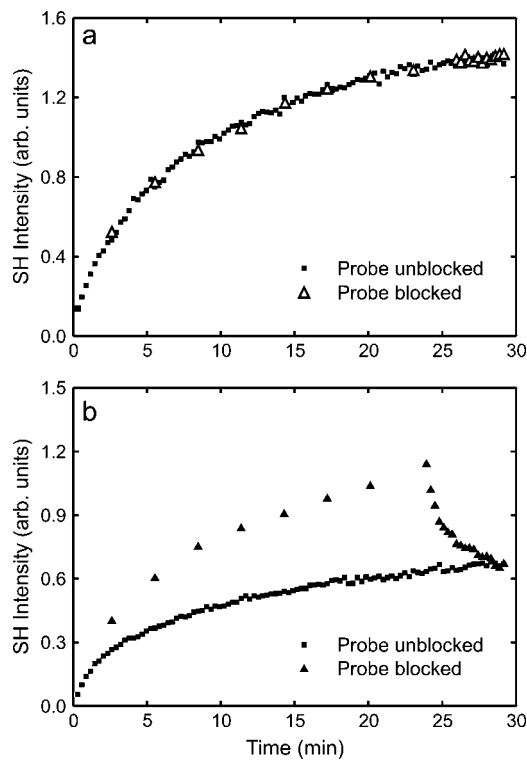 a
SH Intensity (arb. units)
1.6
1.2
0.8
0.4
0.0
Probe unblocked
Probe blocked
0 5 10 15 20 25 30
b
SH Intensity (arb. units)
1.5
1.2
0.9
0.6
0.3
0.0
Probe unblocked
Probe blocked
0 5 10 15 20 25 30
Time (min)